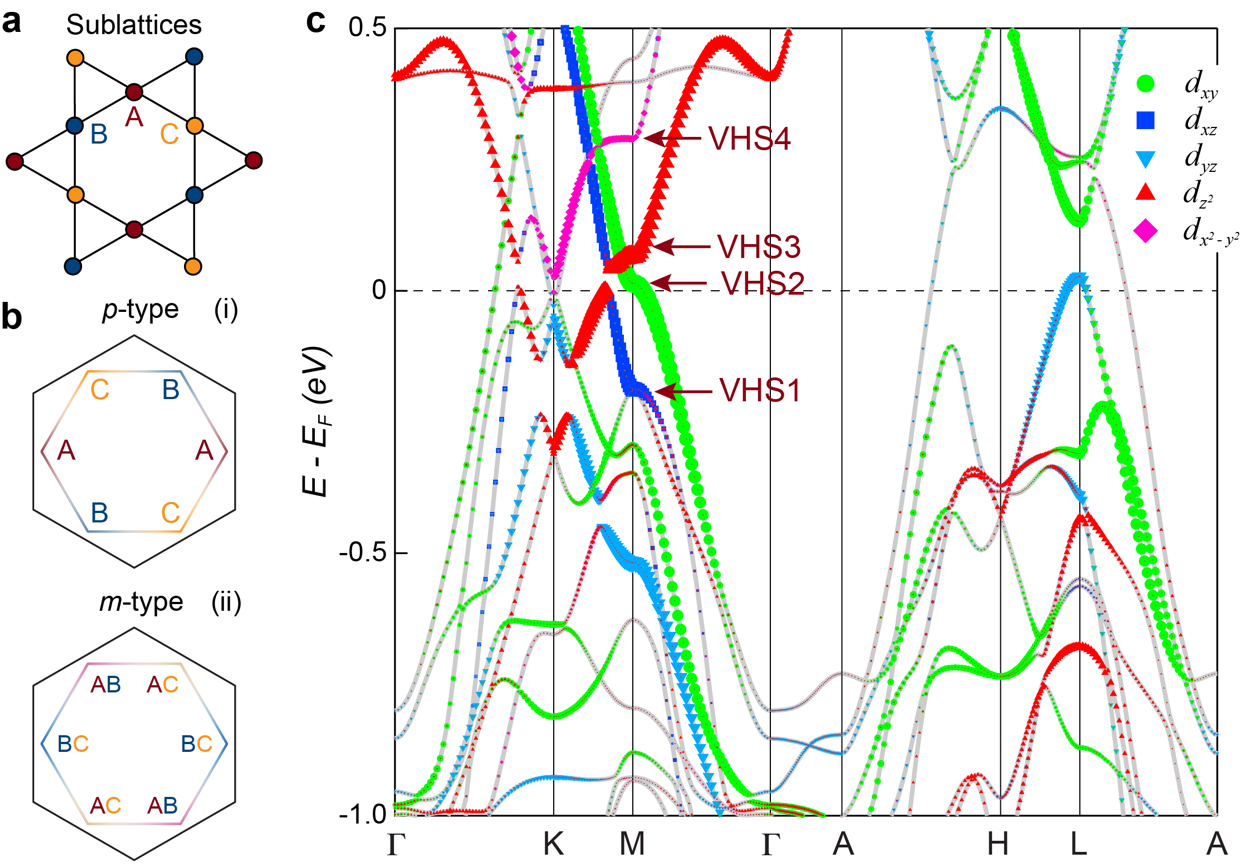 a
Sublattices
A
B
C
b
p-type (i)
C B
A A
B C
m-type (ii)
AB AC
BC BC
AC AB
c
E - E_F (eV)
0.5
0
-0.5
-1.0
VHS4
VHS3
VHS2
VHS1
d_xy
d_xz
d_yz
d_z²
d_x²-y²
Γ K M Γ A H L A